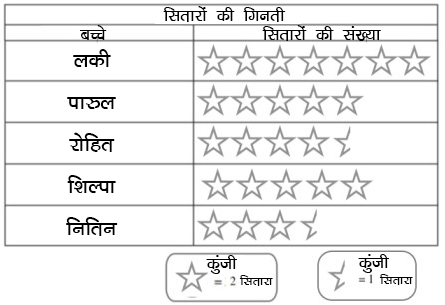 सितारों की गिनती
बच्चे सितारों की संख्या
लकी
पारुल
रोहित
शिल्पा
नितिन
कुंजी
= 2 सितारा
कुंजी
=1 सितारा